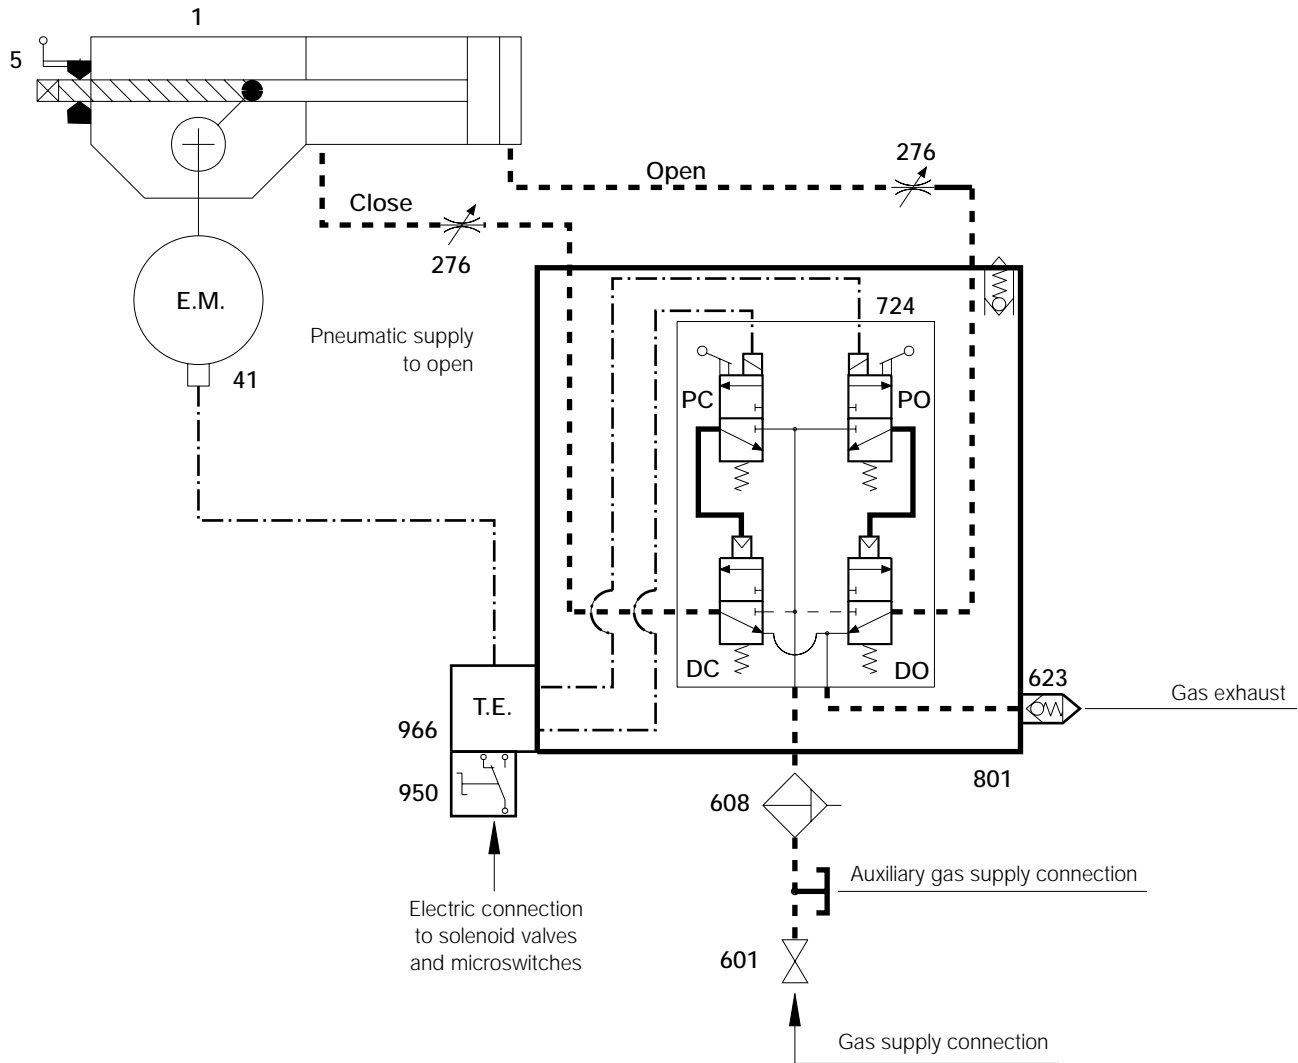 1
5
276
Open
Close
276
E.M.
724
Pneumatic supply
to open
41
PC
PO
DC
DO
623
Gas exhaust
T.E.
966
801
950
608
Auxiliary gas supply connection
Electric connection
to solenoid valves
and microswitches
601
Gas supply connection